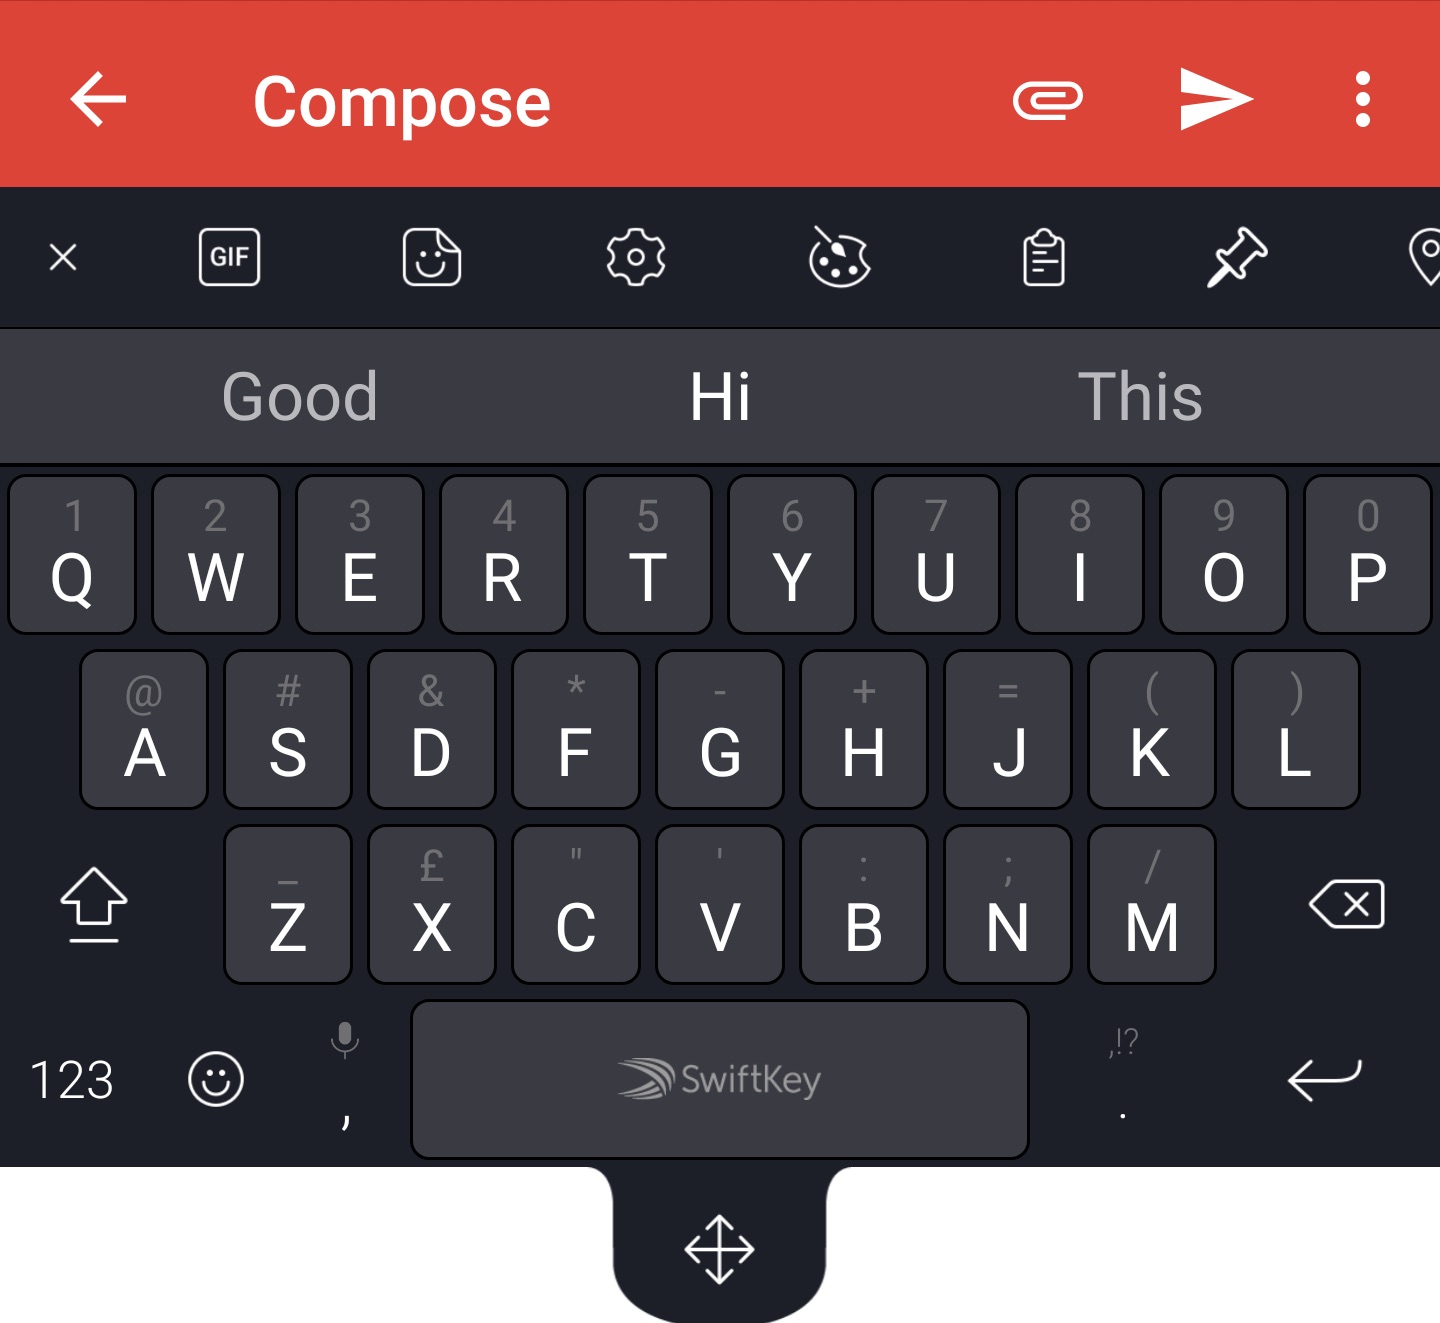 Compose
GIF
Good Hi This
1 2 3 4 5 6 7 8 9 0
Q W E R T Y U I O P
@ # & * - + = ( )
A S D F G H J K L
_ £ " ' : ; /
Z X C V B N M
,!?
123 , SwiftKey .